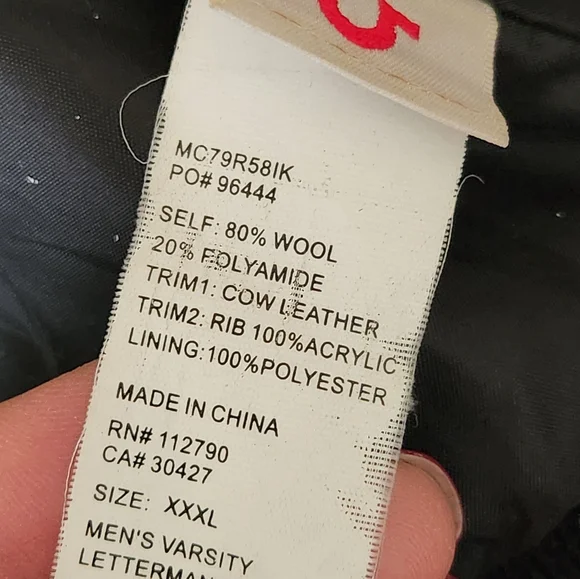 MC79R58IK
PO# 96444
SELF: 80% WOOL
20% POLYAMIDE
TRIM1: COW LEATHER
TRIM2: RIB 100%ACRYLIC
LINING:100%POLYESTER
MADE IN CHINA
RN# 112790
CA# 30427
SIZE: XXXL
MEN'S VARSITY